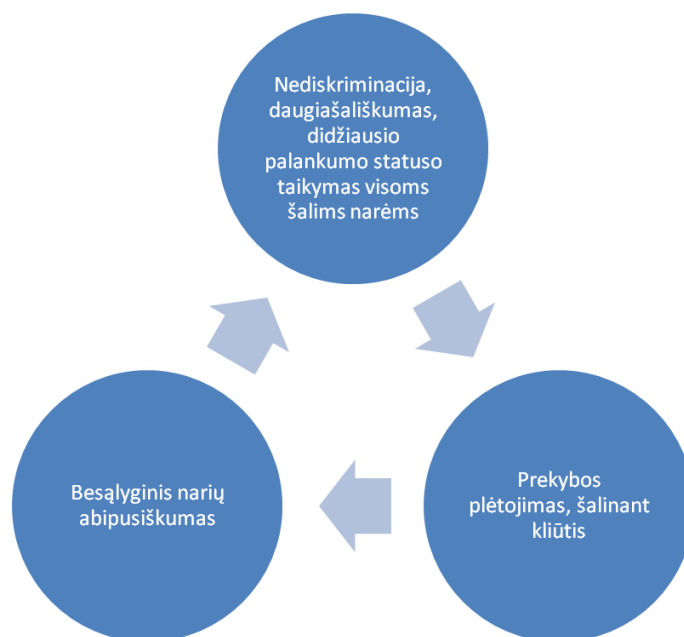 Nediskriminacija,
daugiašališkumas,
didžiausio
palankumo statuso
taikymas visoms
šalims narėms
Prekybos
plėtojimas, šalinant
kliūtis
Besąlyginis narių
abipusiškumas